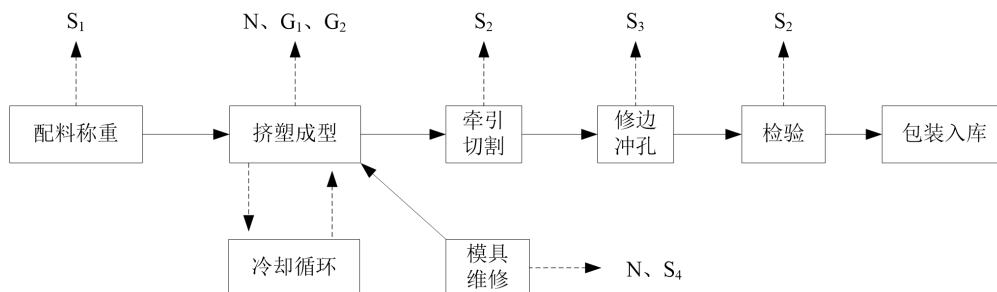 S₁
N、G₁、G₂
S₂
S₃
S₂
配料称重
挤塑成型
牵引
切割
修边
冲孔
检验
包装入库
冷却循环
模具
维修
N、S₄